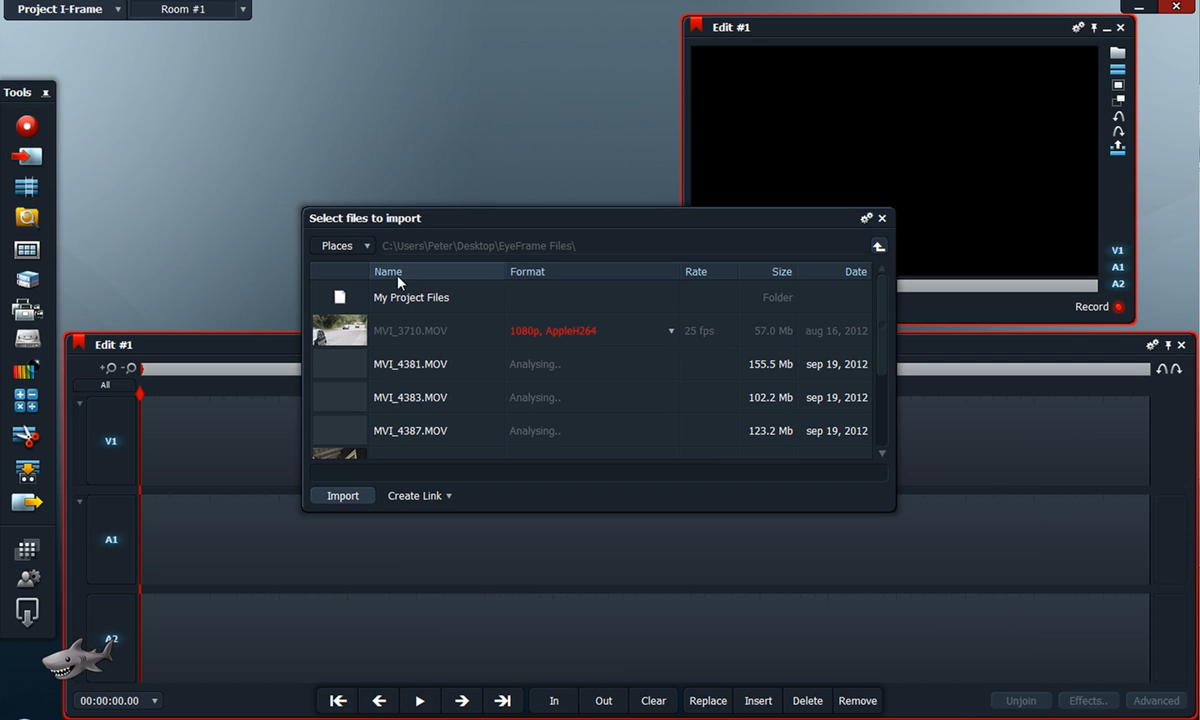 Project I-Frame
Room #1
Edit #1
Tools
Select files to import
Places C:\Users\Peter\Desktop\EyeFrame Files\
Name Format Rate Size Date
My Project Files Folder
MVI_3710.MOV 1080p, AppleH264 25 fps 57.0 Mb aug 16, 2012
MVI_4381.MOV Analysing.. 155.5 Mb sep 19, 2012
MVI_4383.MOV Analysing.. 102.2 Mb sep 19, 2012
MVI_4387.MOV Analysing.. 123.2 Mb sep 19, 2012
Import Create Link
V1
A1
A2
Record
Edit #1
All
V1
A1
A2
00:00:00.00
In Out Clear Replace Insert Delete Remove
Unjoin Effects.. Advanced